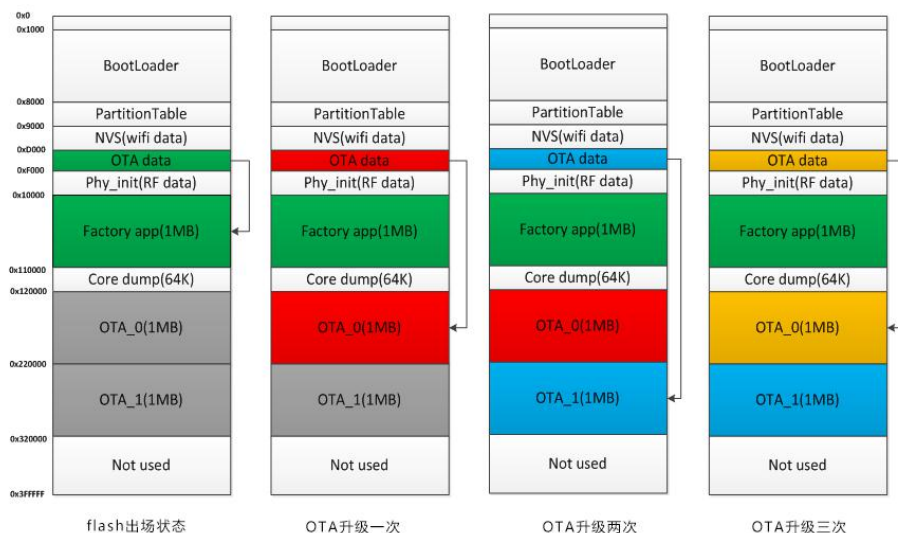 0x0
0x1000
BootLoader
0x8000
PartitionTable
0x9000
NVS(wifi data)
0xD000
OTA data
0xF000
Phy_init(RF data)
0x10000
Factory app(1MB)
0x110000
Core dump(64K)
0x120000
OTA_0(1MB)
0x220000
OTA_1(1MB)
0x320000
Not used
0x3FFFFF
flash出场状态
BootLoader
PartitionTable
NVS(wifi data)
OTA data
Phy_init(RF data)
Factory app(1MB)
Core dump(64K)
OTA_0(1MB)
OTA_1(1MB)
Not used
OTA升级一次
BootLoader
PartitionTable
NVS(wifi data)
OTA data
Phy_init(RF data)
Factory app(1MB)
Core dump(64K)
OTA_0(1MB)
OTA_1(1MB)
Not used
OTA升级两次
BootLoader
PartitionTable
NVS(wifi data)
OTA data
Phy_init(RF data)
Factory app(1MB)
Core dump(64K)
OTA_0(1MB)
OTA_1(1MB)
Not used
OTA升级三次